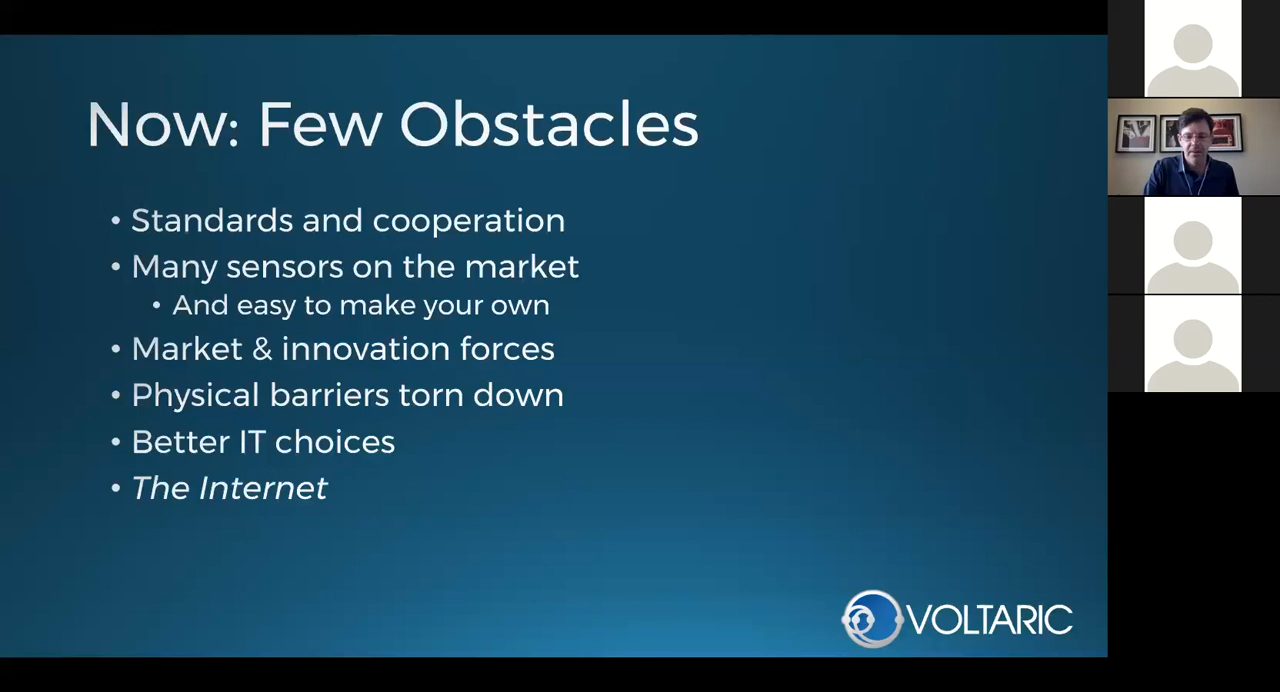 Now: Few Obstacles
• Standards and cooperation
• Many sensors on the market
• And easy to make your own
• Market & innovation forces
• Physical barriers torn down
• Better IT choices
• The Internet
VOLTARIC